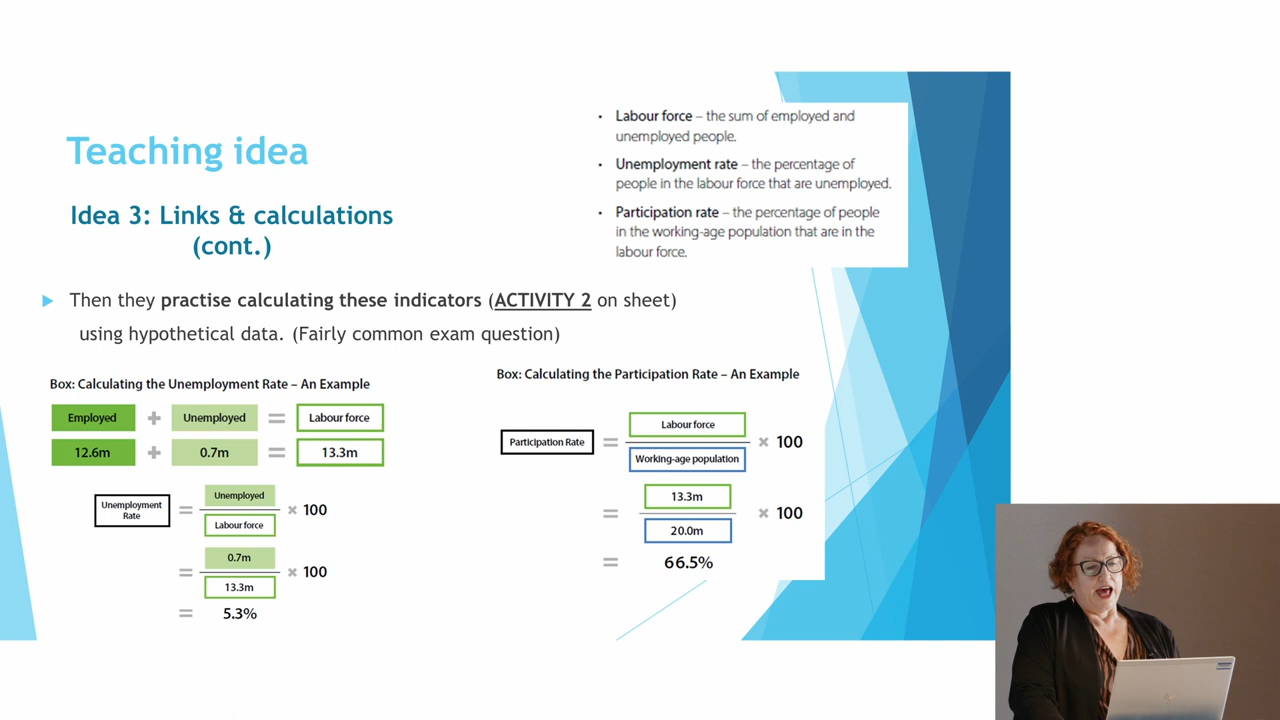 Teaching idea
Idea 3: Links & calculations
(cont.)
• Labour force – the sum of employed and
unemployed people.
• Unemployment rate – the percentage of
people in the labour force that are unemployed.
• Participation rate – the percentage of people
in the working-age population that are in the
labour force.
Then they practise calculating these indicators (ACTIVITY 2 on sheet)
using hypothetical data. (Fairly common exam question)
Box: Calculating the Unemployment Rate – An Example
Employed + Unemployed = Labour force
12.6m + 0.7m = 13.3m
Unemployment
Rate
= Unemployed
Labour force
× 100
= 0.7m
13.3m
× 100
= 5.3%
Box: Calculating the Participation Rate – An Example
Participation Rate = Labour force
Working-age population
× 100
= 13.3m
20.0m
× 100
= 66.5%